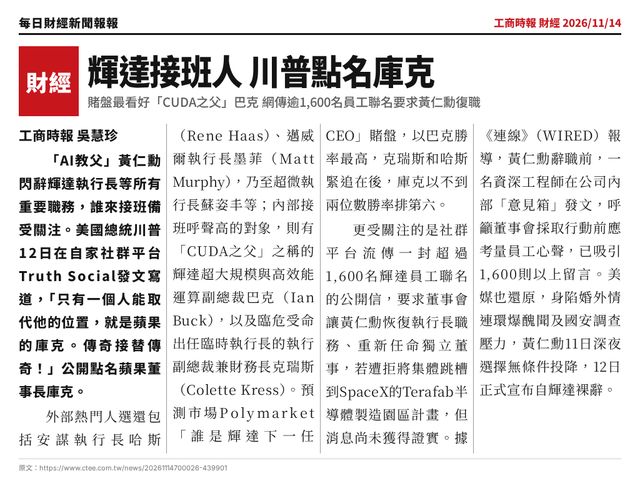 每日財經新聞報報
工商時報 財經 2026/11/14
財經
輝達接班人 川普點名庫克
賭盤最看好「CUDA之父」巴克 網傳逾1,600名員工聯名要求黃仁勳復職
工商時報 吳慧珍
「AI教父」黃仁勳
閃辭輝達執行長等所有
重要職務，誰來接班備
受關注。美國總統川普
12日在自家社群平台
Truth Social發文寫
道，「只有一個人能取
代他的位置，就是蘋果
的庫克。傳奇接替傳
奇！」公開點名蘋果董
事長庫克。
外部熱門人選還包
括安謀執行長哈斯
（Rene Haas）、邁威
爾執行長墨菲（Matt
Murphy），乃至超微執
行長蘇姿丰等；內部接
班呼聲高的對象，則有
「CUDA之父」之稱的
輝達超大規模與高效能
運算副總裁巴克（Ian
Buck），以及臨危受命
出任臨時執行長的執行
副總裁兼財務長克瑞斯
（Colette Kress）。預
測市場Polymarket
「誰是輝達下一任
CEO」賭盤，以巴克勝
率最高，克瑞斯和哈斯
緊追在後，庫克以不到
兩位數勝率排第六。
更受關注的是社群
平台流傳一封超過
1,600名輝達員工聯名
的公開信，要求董事會
讓黃仁勳恢復執行長職
務、重新任命獨立董
事，若遭拒將集體跳槽
到SpaceX的Terafab半
導體製造園區計畫，但
消息尚未獲得證實。據
《連線》（WIRED）報
導，黃仁勳辭職前，一
名資深工程師在公司內
部「意見箱」發文，呼
籲董事會採取行動前應
考量員工心聲，已吸引
1,600則以上留言。美
媒也還原，身陷婚外情
連環爆醜聞及國安調查
壓力，黃仁勳11日深夜
選擇無條件投降，12日
正式宣布自輝達裸辭。
原文：https://www.ctee.com.tw/news/20261114700026-439901